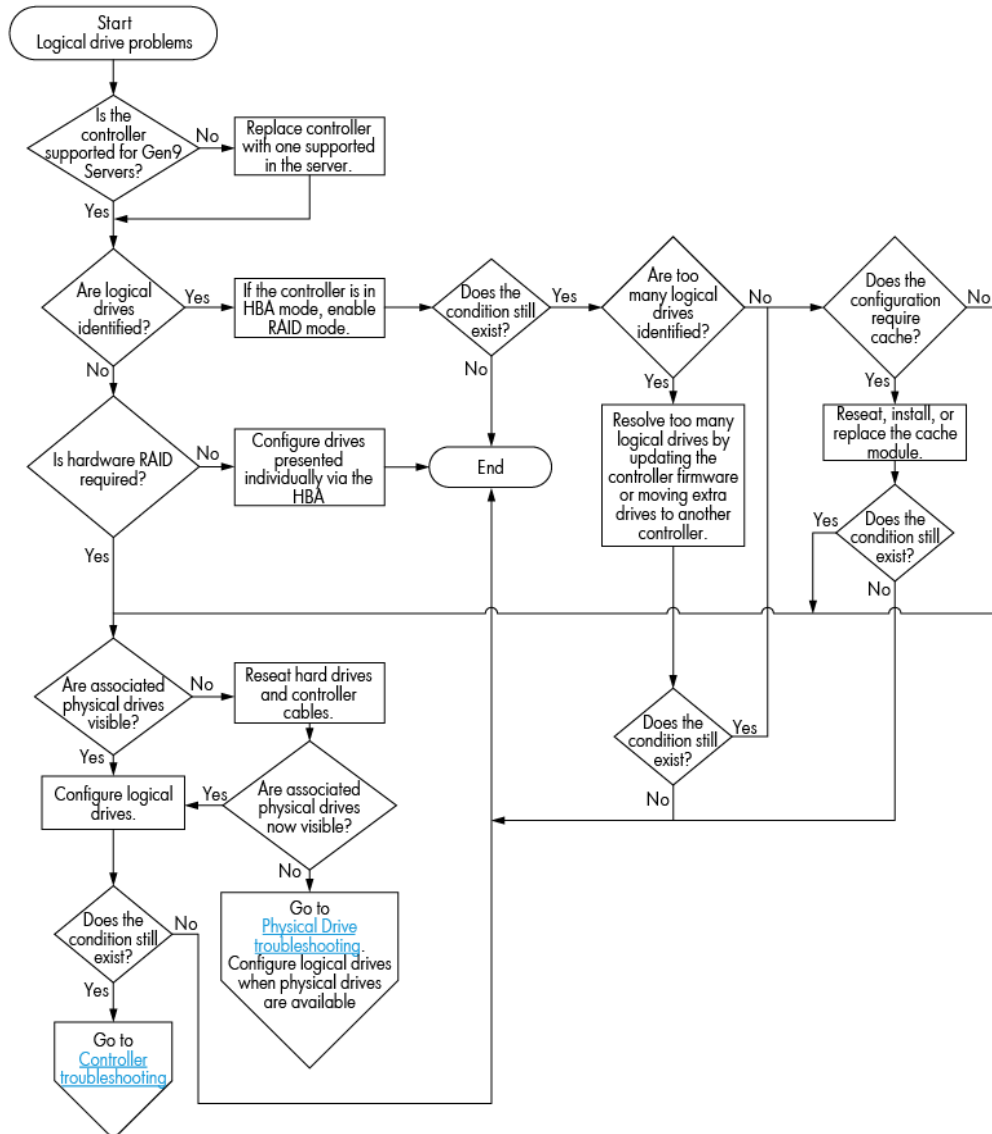 Start
Logical drive problems
Is the
controller
supported for Gen9
Servers?
No
Replace controller
with one supported
in the server.
Yes
Are logical
drives
identified?
Yes
If the controller is in
HBA mode, enable
RAID mode.
Does the
condition still
exist?
Yes
Are too
many logical
drives
identified?
No
Does the
configuration
require
cache?
No
No
No
Yes
Yes
Is hardware RAID
required?
No
Configure drives
presented
individually via the
HBA
End
Resolve too many
logical drives by
updating the
controller firmware
or moving extra
drives to another
controller.
Reseat, install, or
replace the cache
module.
Yes
Does the
condition still
exist?
No
Yes
Are associated
physical drives
visible?
No
Reseat hard drives
and controller
cables.
Does the
condition still
exist?
Yes
No
Yes
Configure logical
drives.
Yes
Are associated
physical drives
now visible?
No
Does the
condition still
exist?
No
Yes
Go to
Physical Drive
troubleshooting.
Configure logical drives
when physical drives
are available
Go to
Controller
troubleshooting